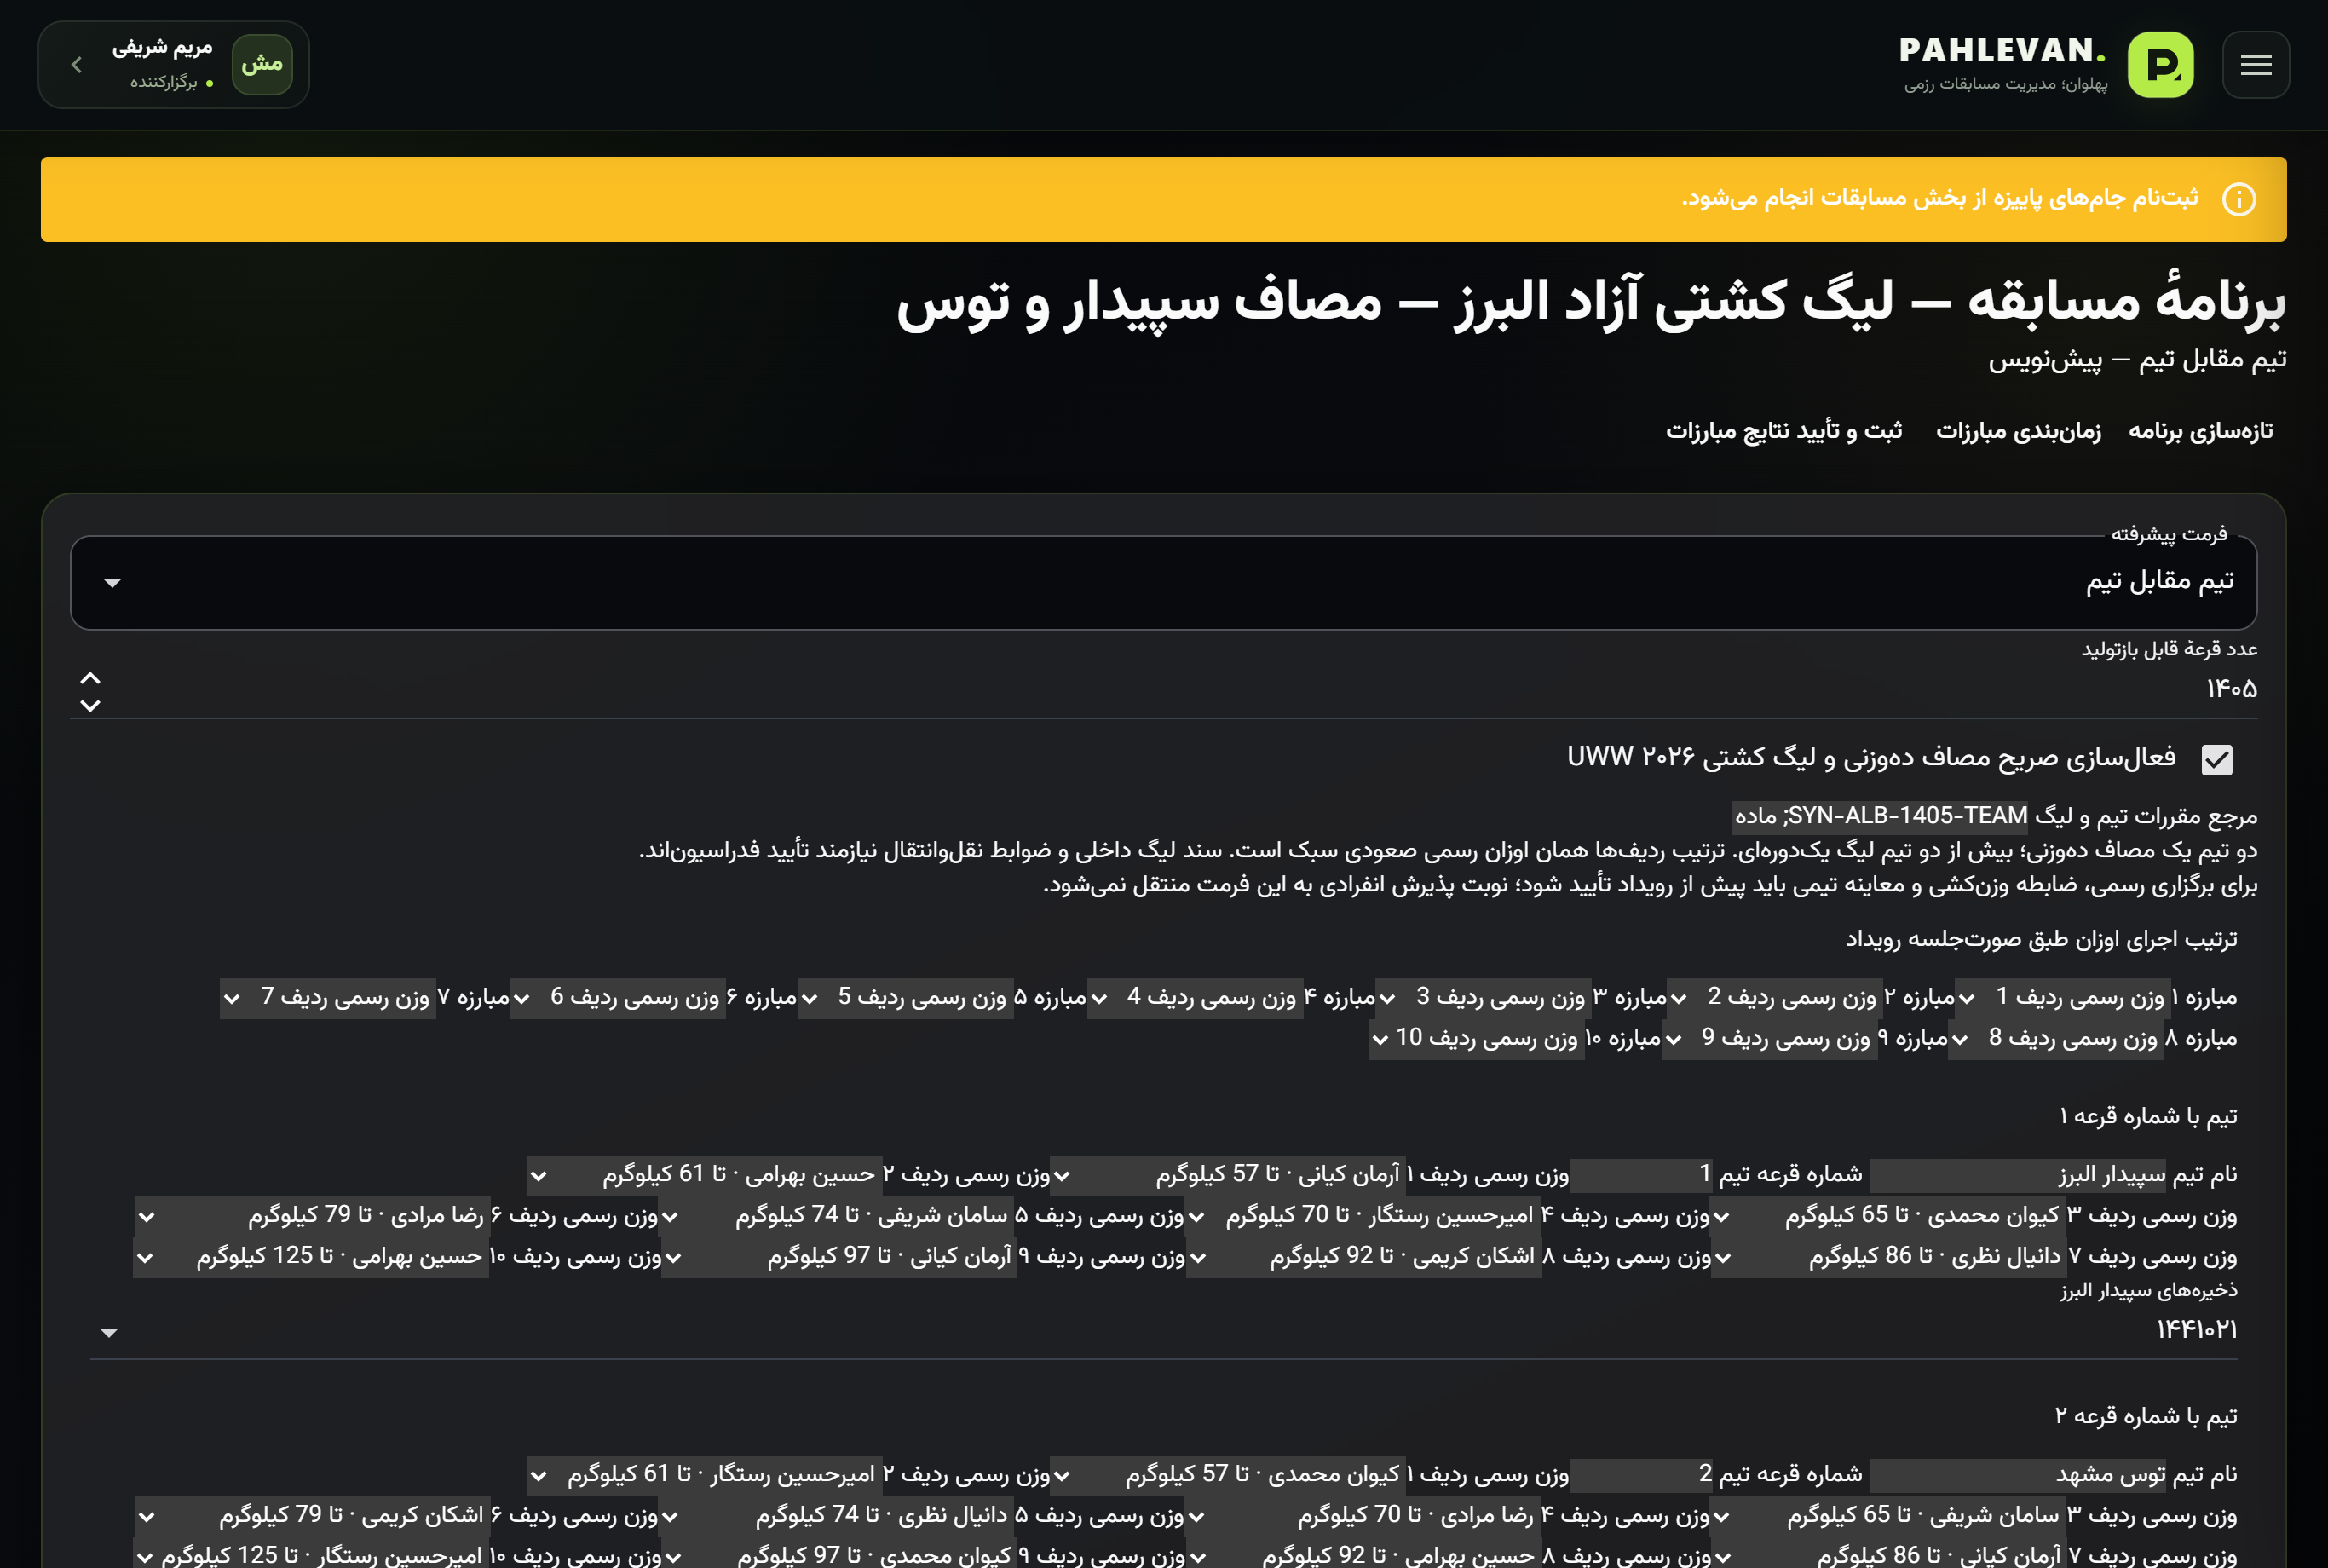 PAHLEVAN.
پهلوان؛ مدیریت مسابقات رزمی
مش
مریم شریفی
برگزارکننده
ثبت‌نام جام‌های پاییزه از بخش مسابقات انجام می‌شود.
برنامهٔ مسابقه — لیگ کشتی آزاد البرز — مصاف سپیدار و توس
تیم مقابل تیم — پیش‌نویس
تازه‌سازی برنامه زمان‌بندی مبارزات ثبت و تأیید نتایج مبارزات
فرمت پیشرفته
تیم مقابل تیم
عدد قرعهٔ قابل بازتولید
۱۴۰۵
فعال‌سازی صریح مصاف ده‌وزنی و لیگ کشتی UWW ۲۰۲۶
مرجع مقررات تیم و لیگ SYN-ALB-1405-TEAM; ماده
دو تیم یک مصاف ده‌وزنی؛ بیش از دو تیم لیگ یک‌دوره‌ای. ترتیب ردیف‌ها همان اوزان رسمی صعودی سبک است. سند لیگ داخلی و ضوابط نقل‌وانتقال نیازمند تأیید فدراسیون‌اند.
برای برگزاری رسمی، ضابطه وزن‌کشی و معاینه تیمی باید پیش از رویداد تأیید شود؛ نوبت پذیرش انفرادی به این فرمت منتقل نمی‌شود.
ترتیب اجرای اوزان طبق صورت‌جلسه رویداد
مبارزه ۱ وزن رسمی ردیف 1 مبارزه ۲ وزن رسمی ردیف 2 مبارزه ۳ وزن رسمی ردیف 3 مبارزه ۴ وزن رسمی ردیف 4 مبارزه ۵ وزن رسمی ردیف 5 مبارزه ۶ وزن رسمی ردیف 6 مبارزه ۷ وزن رسمی ردیف 7
مبارزه ۸ وزن رسمی ردیف 8 مبارزه ۹ وزن رسمی ردیف 9 مبارزه ۱۰ وزن رسمی ردیف 10
تیم با شماره قرعه ۱
نام تیم سپیدار البرز شماره قرعه تیم 1 وزن رسمی ردیف ۱ آرمان کیانی · تا 57 کیلوگرم وزن رسمی ردیف ۲ حسین بهرامی · تا 61 کیلوگرم
وزن رسمی ردیف ۳ کیوان محمدی · تا 65 کیلوگرم وزن رسمی ردیف ۴ امیرحسین رستگار · تا 70 کیلوگرم وزن رسمی ردیف ۵ سامان شریفی · تا 74 کیلوگرم وزن رسمی ردیف ۶ رضا مرادی · تا 79 کیلوگرم
وزن رسمی ردیف ۷ دانیال نظری · تا 86 کیلوگرم وزن رسمی ردیف ۸ اشکان کریمی · تا 92 کیلوگرم وزن رسمی ردیف ۹ آرمان کیانی · تا 97 کیلوگرم وزن رسمی ردیف ۱۰ حسین بهرامی · تا 125 کیلوگرم
ذخیره‌های سپیدار البرز
۱۴۴۱۰۲۱
تیم با شماره قرعه ۲
نام تیم توس مشهد شماره قرعه تیم 2 وزن رسمی ردیف ۱ کیوان محمدی · تا 57 کیلوگرم وزن رسمی ردیف ۲ امیرحسین رستگار · تا 61 کیلوگرم
وزن رسمی ردیف ۳ سامان شریفی · تا 65 کیلوگرم وزن رسمی ردیف ۴ رضا مرادی · تا 70 کیلوگرم وزن رسمی ردیف ۵ دانیال نظری · تا 74 کیلوگرم وزن رسمی ردیف ۶ اشکان کریمی · تا 79 کیلوگرم
وزن رسمی ردیف ۷ آرمان کیانی · تا 86 کیلوگرم وزن رسمی ردیف ۸ حسین بهرامی · تا 92 کیلوگرم وزن رسمی ردیف ۹ کیوان محمدی · تا 97 کیلوگرم وزن رسمی ردیف ۱۰ امیرحسین رستگار · تا 125 کیلوگرم